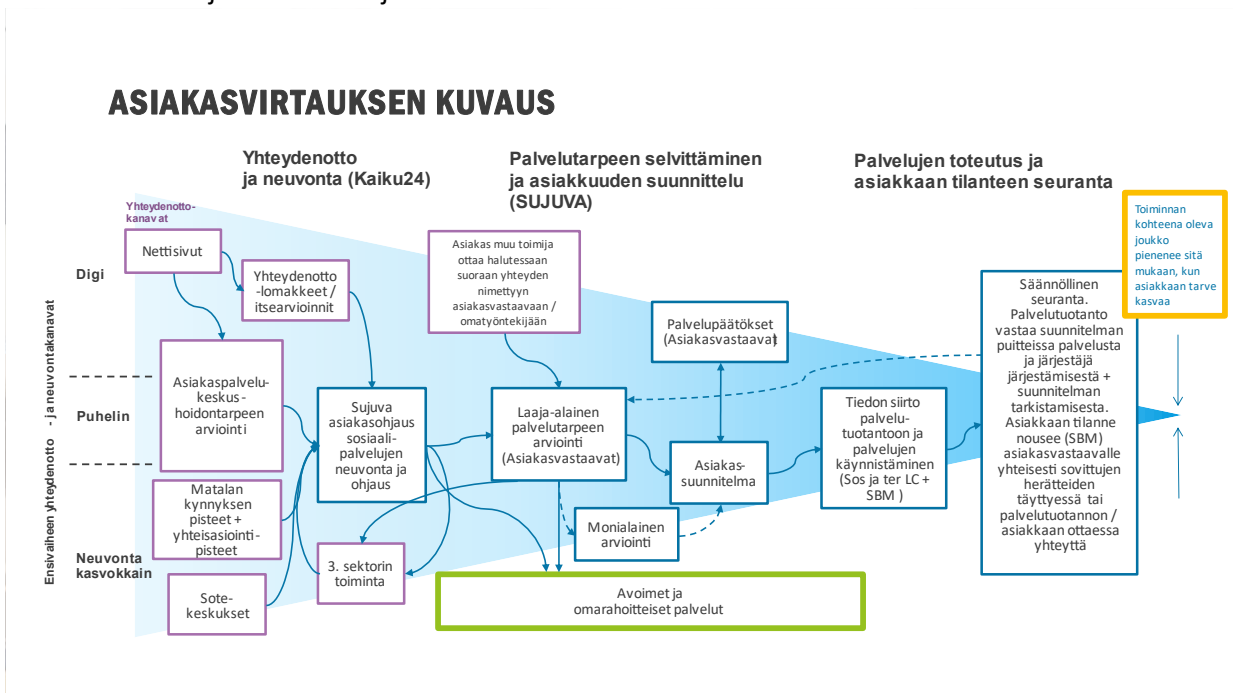 ASIAKASVIRTAUKSEN KUVAUS
Yhteydenotto
ja neuvonta (Kaiku24)
Palvelutarpeen selvittäminen
ja asiakkuuden suunnittelu
(SUJUVA)
Palvelujen toteutus ja
asiakkaan tilanteen seuranta
Yhteydenotto-
kanavat
Toiminnan
kohteena oleva
joukko
pienenee sitä
mukaan, kun
asiakkaan tarve
kasvaa
Ensivaiheen yhteydenotto - ja neuvontakanavat
Digi
Puhelin
Neuvonta
kasvokkain
Nettisivut
Yhteydenotto
-lomakkeet /
itsearvioinnit
Asiakaspalvelu-
keskus -
hoidontarpeen
arviointi
Matalan
kynnyksen
pisteet +
yhteisasiointi-
pisteet
Sote-
keskukset
Sujuva
asiakasohjaus
sosiaali-
palvelujen
neuvonta ja
ohjaus
3. sektorin
toiminta
Asiakas muu toimija
ottaa halutessaan
suoraan yhteyden
nimettyyn
asiakasvastaavaan /
omatyöntekijään
Laaja-alainen
palvelutarpeen
arviointi
(Asiakasvastaavat)
Monialainen
arviointi
Palvelupäätökset
(Asiakasvastaavat)
Asiakas-
suunnitelma
Avoimet ja
omarahoitteiset palvelut
Tiedon siirto
palvelu-
tuotantoon ja
palvelujen
käynnistäminen
(Sos ja ter LC +
SBM )
Säännöllinen
seuranta.
Palvelutuotanto
vastaa suunnitelman
puitteissa palvelusta
ja järjestäjä
järjestämisestä +
suunnitelman
tarkistamisesta.
Asiakkaan tilanne
nousee (SBM)
asiakasvastaavalle
yhteisesti sovittujen
herätteiden
täyttyessä tai
palvelutuotannon /
asiakkaan ottaessa
yhteyttä